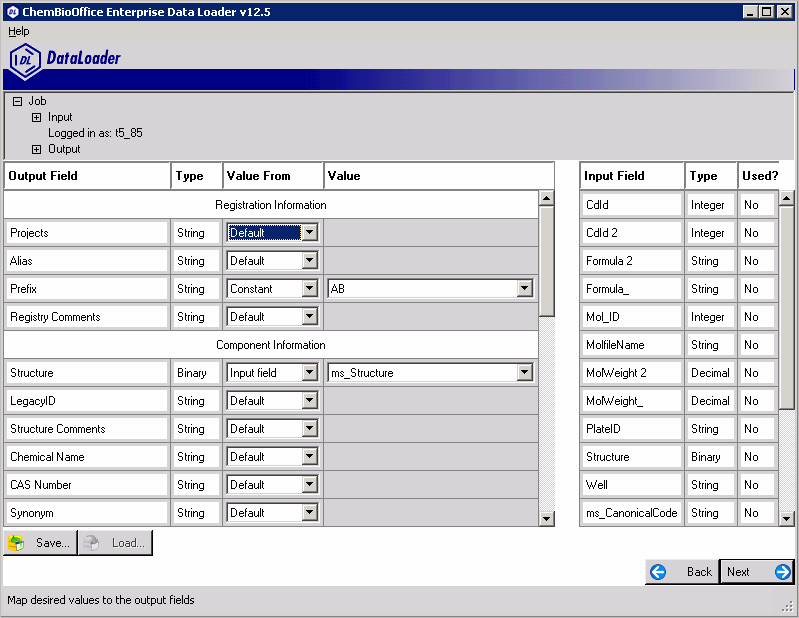 ChemBioOffice Enterprise Data Loader v12.5
Help
DL DataLoader
Job
Input
Logged in as: t5_85
Output
Output Field Type Value From Value
Registration Information
Projects String Default
Alias String Default
Prefix String Constant AB
Registry Comments String Default
Component Information
Structure Binary Input field ms_Structure
LegacyID String Default
Structure Comments String Default
Chemical Name String Default
CAS Number String Default
Synonym String Default
Input Field Type Used?
CdId Integer No
CdId 2 Integer No
Formula 2 String No
Formula_ String No
Mol_ID Integer No
MolfileName String No
MolWeight 2 Decimal No
MolWeight_ Decimal No
PlateID String No
Structure Binary No
Well String No
ms_CanonicalCode String No
Save... Load...
Back Next
Map desired values to the output fields